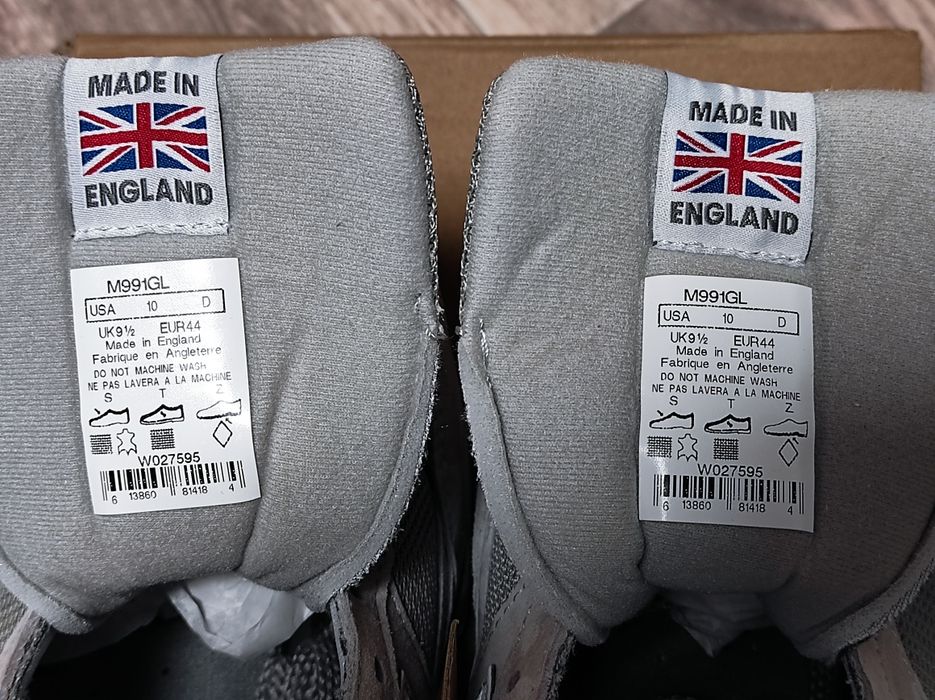 MADE IN
ENGLAND
M991GL
USA 10 D
UK9½ EUR44
Made in England
Fabrique en Angleterre
DO NOT MACHINE WASH
NE PAS LAVERA A LA MACHINE
S T Z
W027595
6 13860 81418 4
MADE IN
ENGLAND
M991GL
USA 10 D
UK9½ EUR44
Made in England
Fabrique en Angleterre
DO NOT MACHINE WASH
NE PAS LAVERA A LA MACHINE
S T Z
W027595
6 13860 81418 4